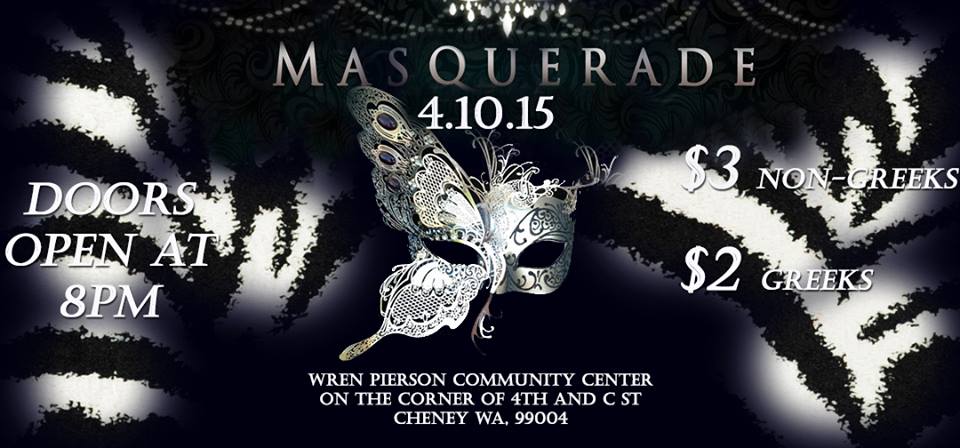 MASQUERADE
4.10.15
DOORS
OPEN AT
8PM
$3 NON-GREEKS
$2 GREEKS
WREN PIERSON COMMUNITY CENTER
ON THE CORNER OF 4TH AND C ST
CHENEY WA, 99004